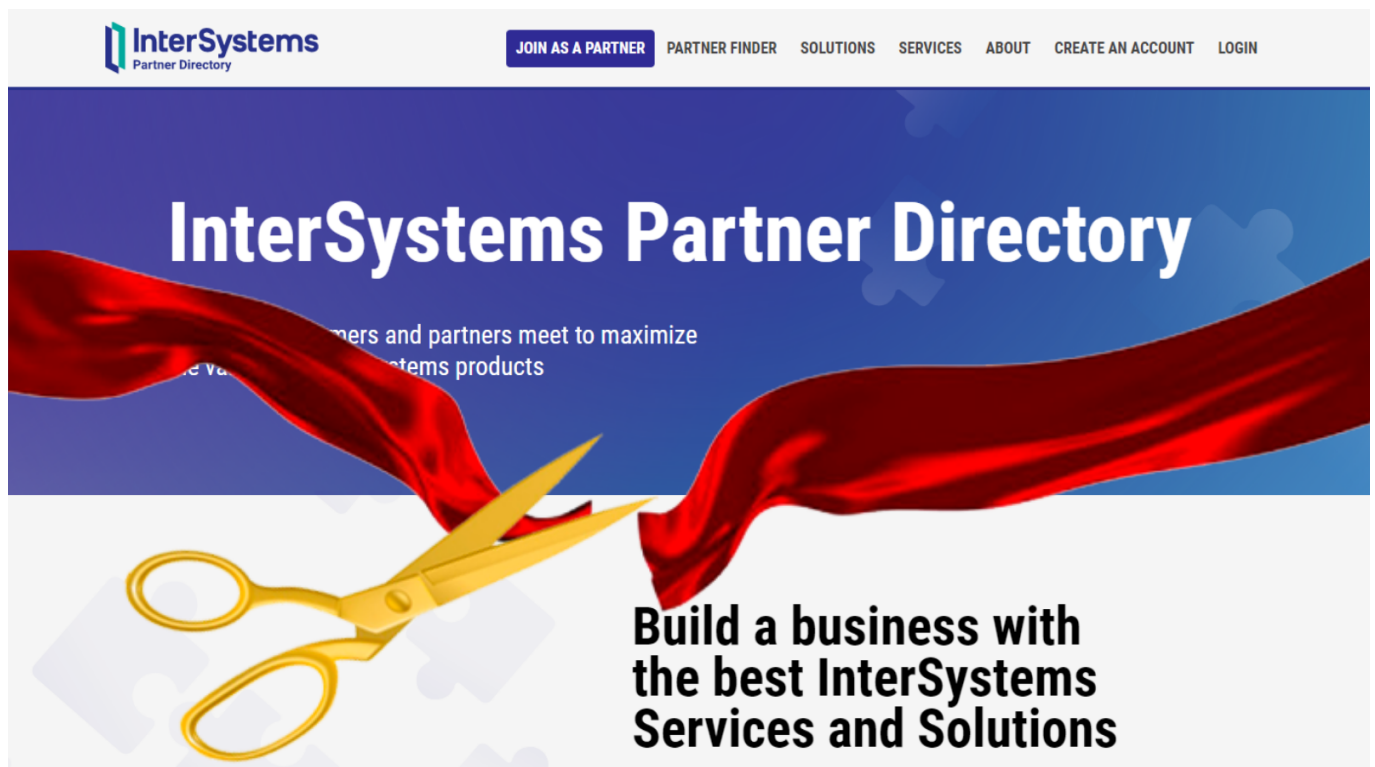 InterSystems
Partner Directory
JOIN AS A PARTNER PARTNER FINDER SOLUTIONS SERVICES ABOUT CREATE AN ACCOUNT LOGIN
InterSystems Partner Directory
and partners meet to maximize
products
Build a business with
the best InterSystems
Services and Solutions